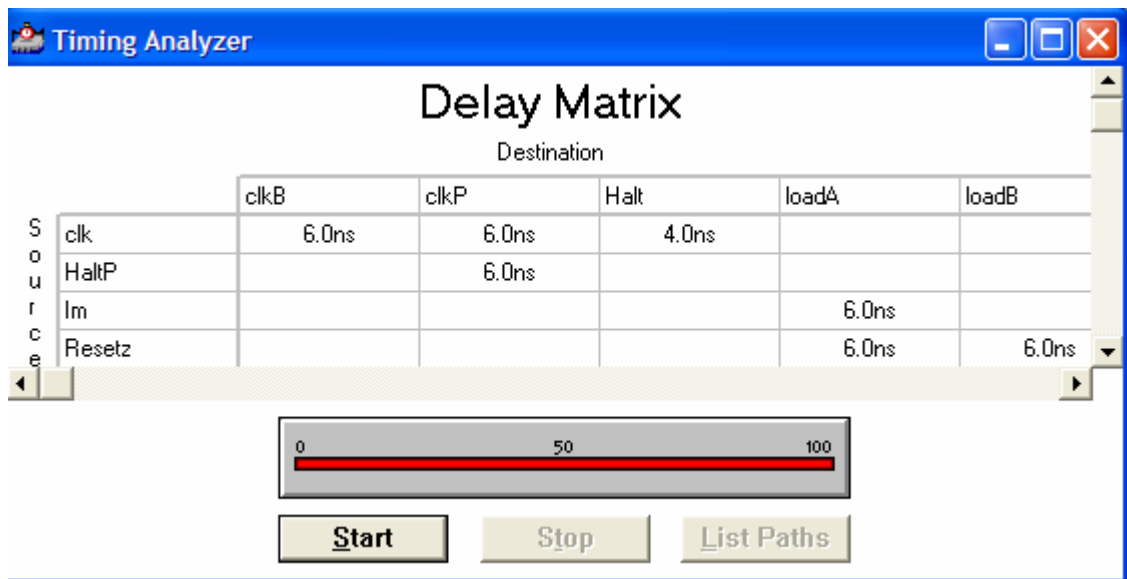 Timing Analyzer
Delay Matrix
Destination
clkB clkP Halt loadA loadB
Source
clk 6.0ns 6.0ns 4.0ns
HaltP 6.0ns
Im 6.0ns
Resetz 6.0ns 6.0ns
0 50 100
Start Stop List Paths